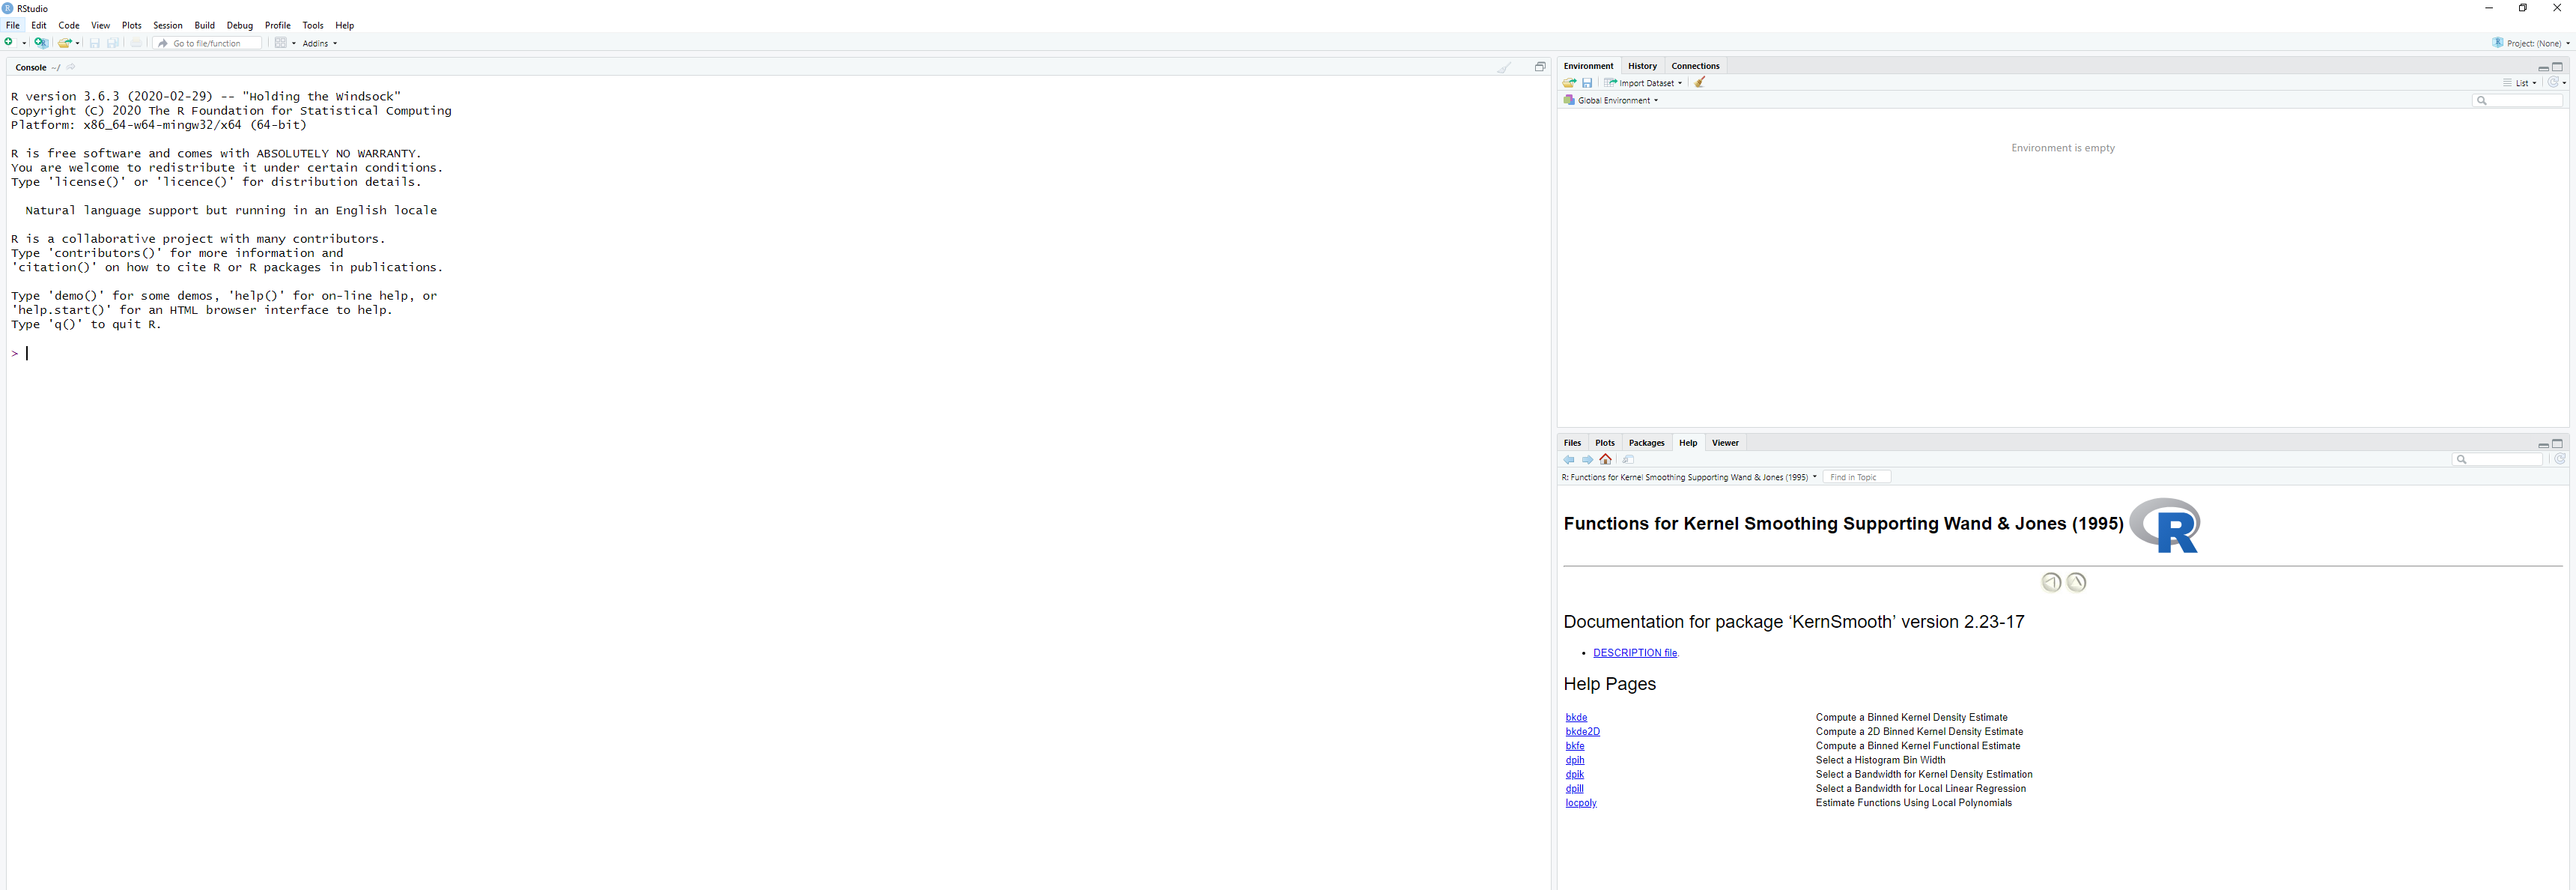 RStudio
File Edit Code View Plots Session Build Debug Profile Tools Help
Go to file/function Addins Project: (None)
Console ~/
R version 3.6.3 (2020-02-29) -- "Holding the Windsock"
Copyright (C) 2020 The R Foundation for Statistical Computing
Platform: x86_64-w64-mingw32/x64 (64-bit)
R is free software and comes with ABSOLUTELY NO WARRANTY.
You are welcome to redistribute it under certain conditions.
Type 'license()' or 'licence()' for distribution details.
Natural language support but running in an English locale
R is a collaborative project with many contributors.
Type 'contributors()' for more information and
'citation()' on how to cite R or R packages in publications.
Type 'demo()' for some demos, 'help()' for on-line help, or
'help.start()' for an HTML browser interface to help.
Type 'q()' to quit R.
>
Environment History Connections
Import Dataset List
Global Environment
Environment is empty
Files Plots Packages Help Viewer
R: Functions for Kernel Smoothing Supporting Wand & Jones (1995) Find in Topic
Functions for Kernel Smoothing Supporting Wand & Jones (1995) R
Documentation for package ‘KernSmooth’ version 2.23-17
• DESCRIPTION file.
Help Pages
bkde Compute a Binned Kernel Density Estimate
bkde2D Compute a 2D Binned Kernel Density Estimate
bkfe Compute a Binned Kernel Functional Estimate
dpih Select a Histogram Bin Width
dpik Select a Bandwidth for Kernel Density Estimation
dpill Select a Bandwidth for Local Linear Regression
locpoly Estimate Functions Using Local Polynomials